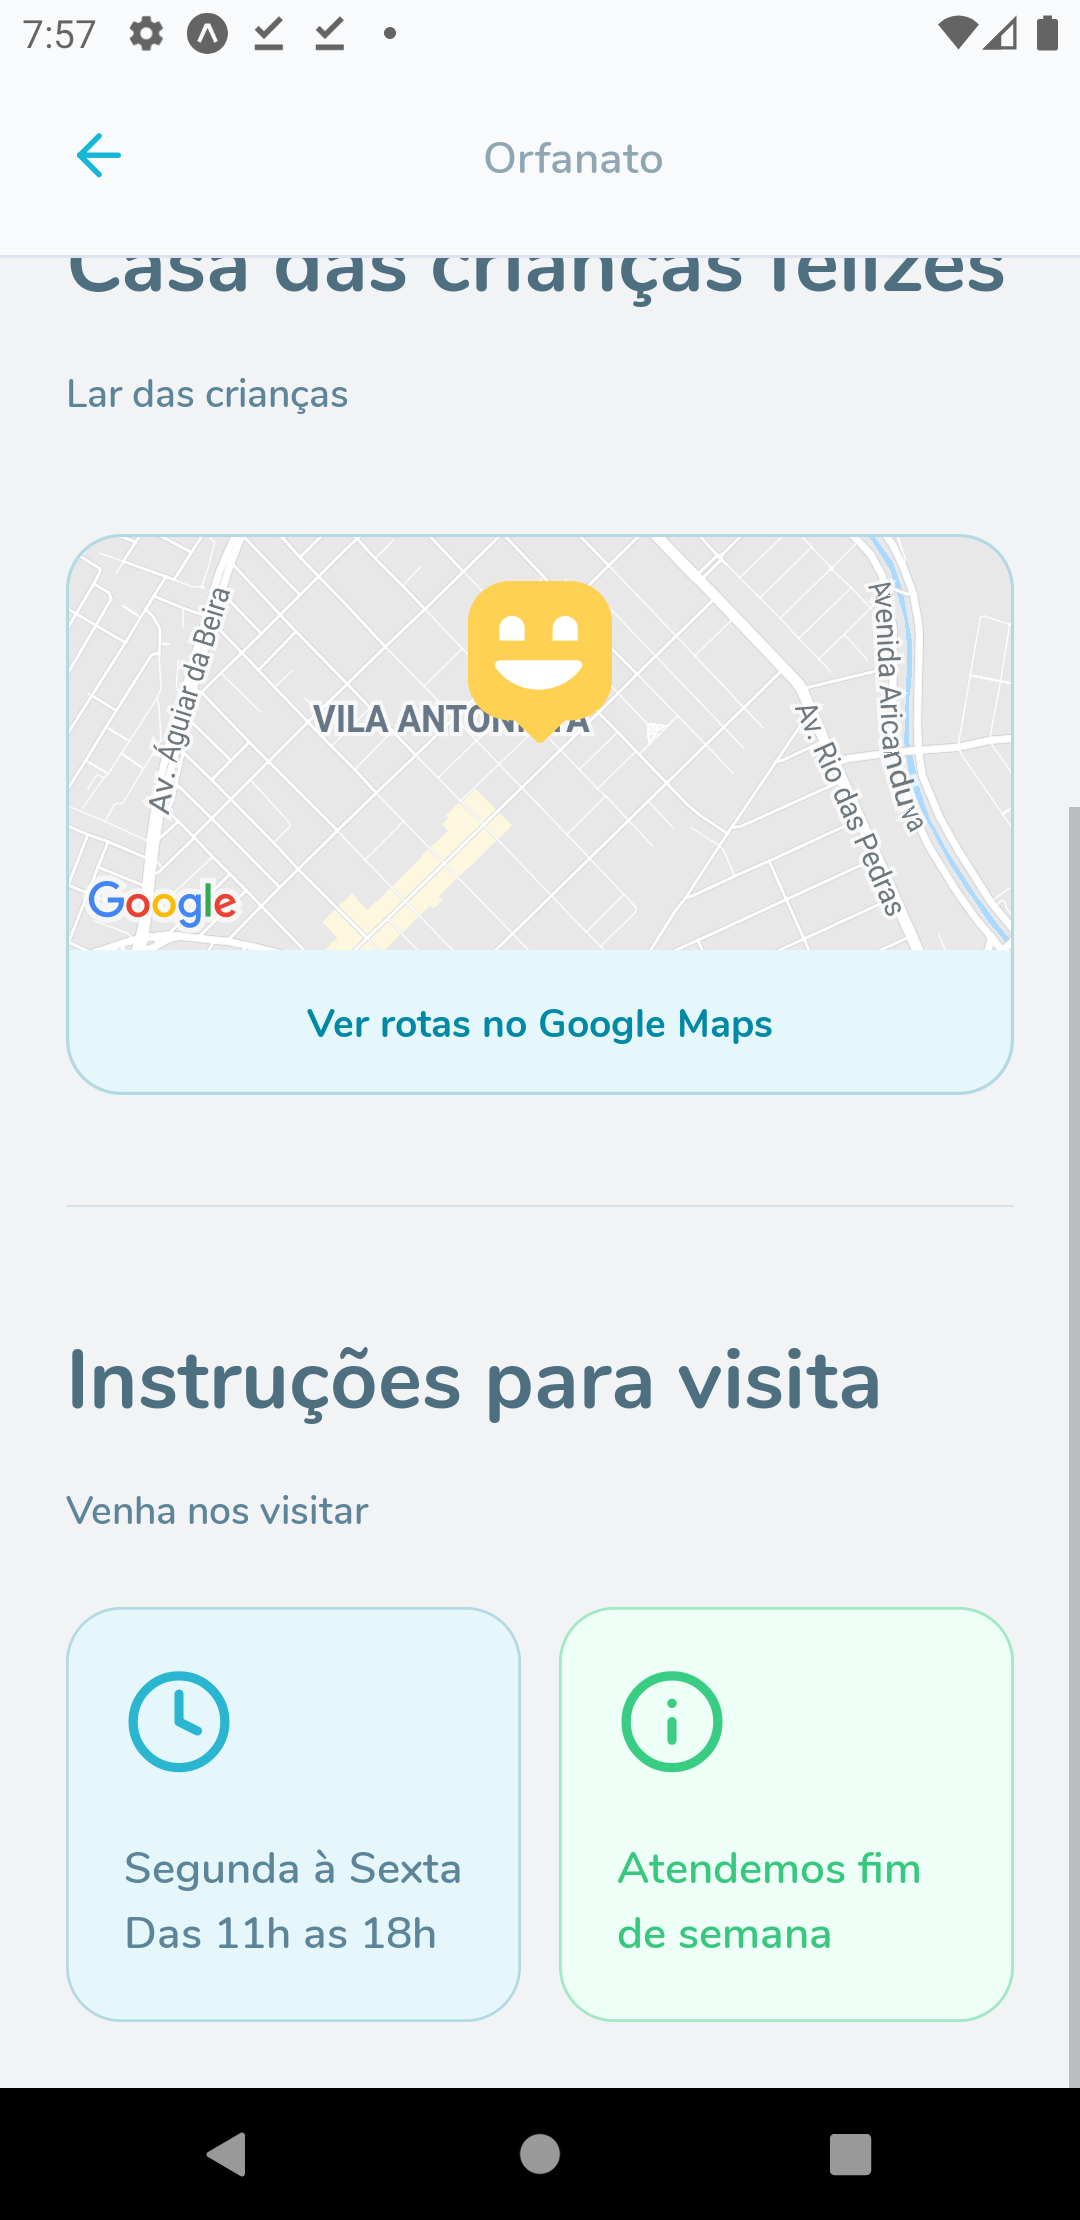 7:57
Orfanato
Casa das crianças felizes
Lar das crianças
Av. Águiar da Beira
VILA ANTON
Av. Rio das Pedras
Avenida Aricanduva
Google
Ver rotas no Google Maps
Instruções para visita
Venha nos visitar
Segunda à Sexta
Das 11h as 18h
Atendemos fim
de semana